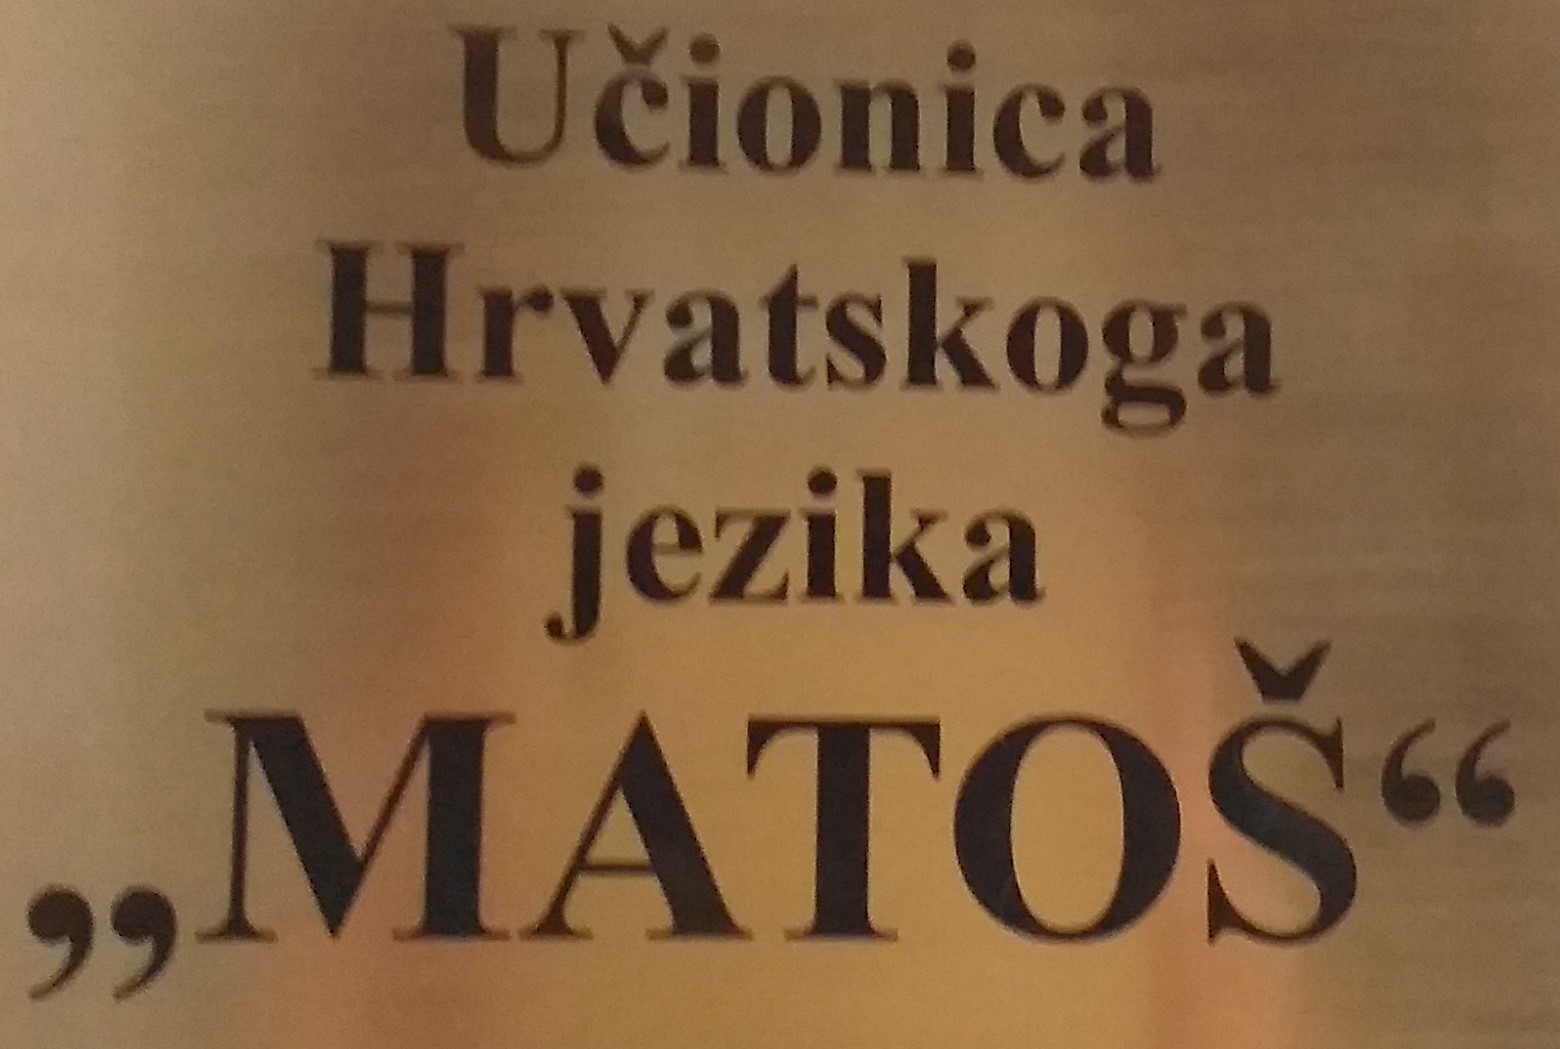 Učionica
Hrvatskoga
jezika
„MATOŠ“